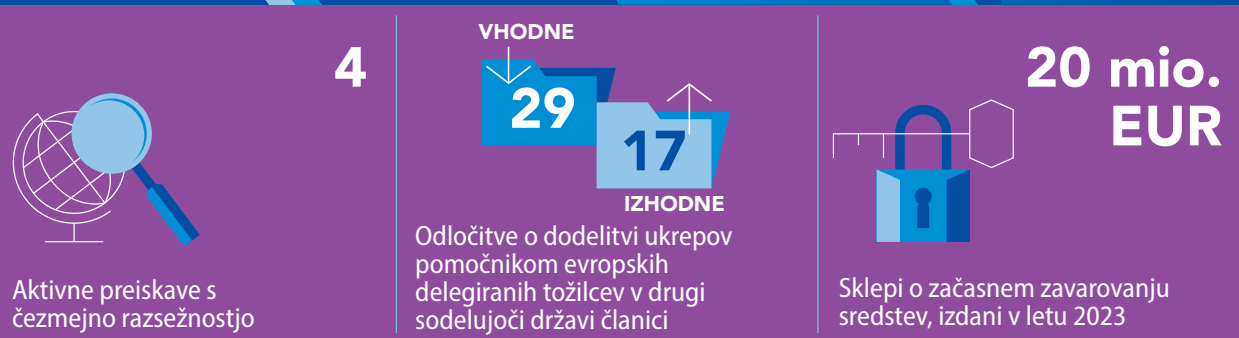 4
Aktivne preiskave s
čezmejno razsežnostjo
VHODNE
29
17
IZHODNE
Odločitve o dodelitvi ukrepov
pomočnikom evropskih
delegiranih tožilcev v drugi
sodelujoči državi članici
20 mio.
EUR
Sklepi o začasnem zavarovanju
sredstev, izdani v letu 2023